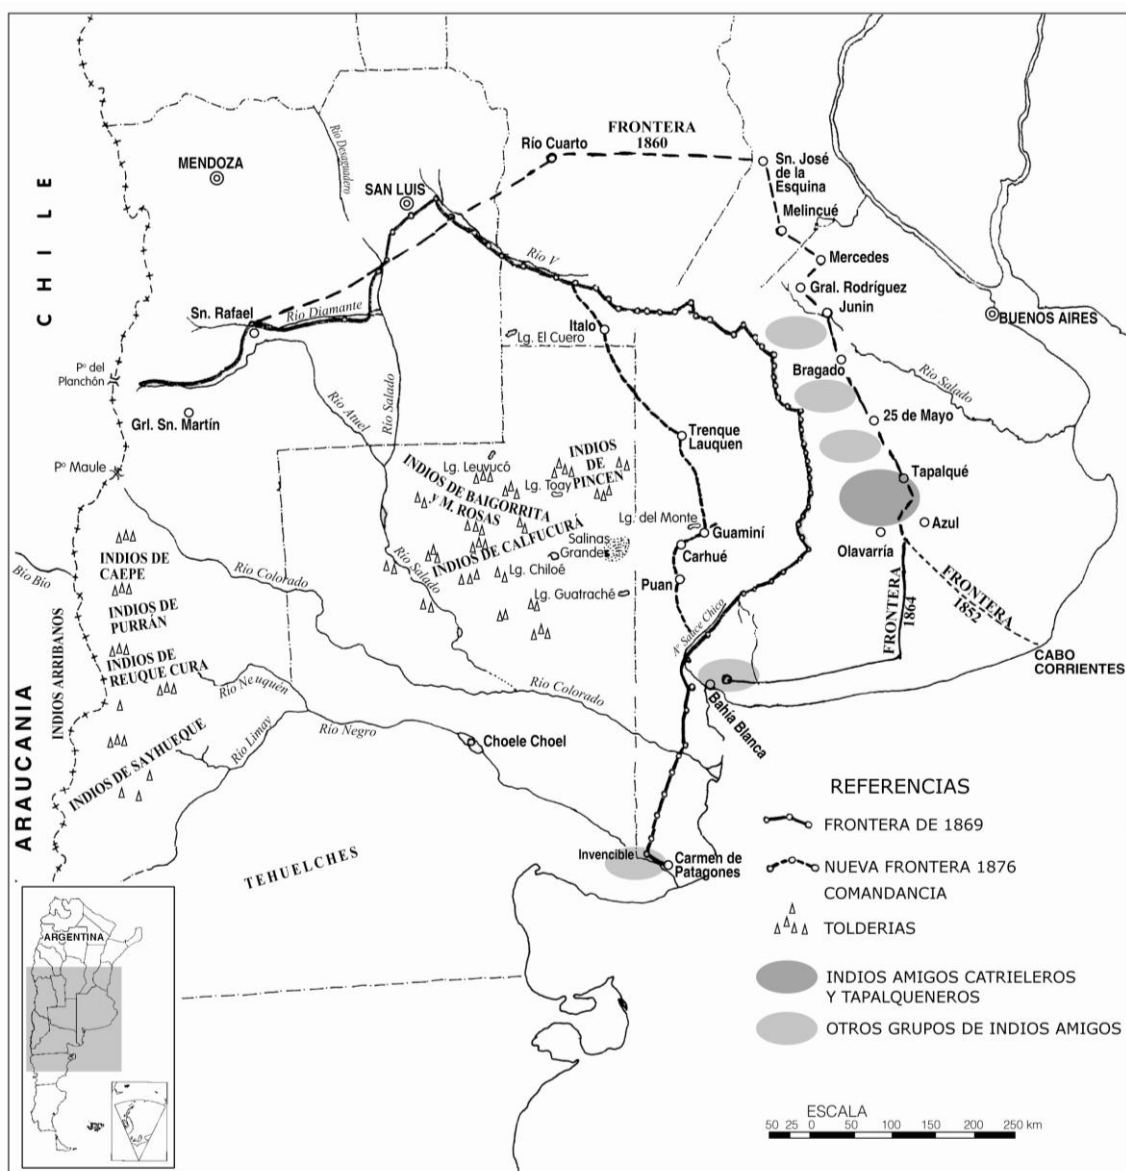 FRONTERA
1860
Río Cuarto
Sn. José
de la
Esquina
MENDOZA
Río Desaguadero
SAN LUIS
Melincué
CHILE
Río V
Mercedes
Gral. Rodríguez
Junin
BUENOS AIRES
Sn. Rafael
Río Diamante
Italo
Lg. El Cuero
Pº del
Planchón
Bragado
Río Salado
Río Salado
Río Atuel
Grl. Sn. Martín
25 de Mayo
Trenque
Lauquen
Pº Maule
Lg. Leuvucó
INDIOS
DE
PINCEN
Lg. Toay
INDIOS DE BAIGORRITA
y M. ROSAS
Tapalqué
Azul
Olavarría
Lg. del Monte
Guaminí
INDIOS DE CALFUCURÁ
Salinas
Grandes
Carhué
Lg. Chiloé
Puan
Lg. Guatraché
Río Salado
INDIOS DE
CAEPE
Bío Bío
Río Colorado
INDIOS DE
PURRÁN
INDIOS DE
REUQUE CURA
INDIOS ARRIBANOS
FRONTERA
1864
FRONTERA
1852
CABO
CORRIENTES
Aº Sauce Chico
Río Neuquén
Río Colorado
Bahía
Blanca
ARAUCANIA
Río Limay
Río Negro
Choele Choel
INDIOS DE SAYHUEQUE
TEHUELCHES
Invencible
Carmen de
Patagones
REFERENCIAS
FRONTERA DE 1869
NUEVA FRONTERA 1876
COMANDANCIA
TOLDERIAS
INDIOS AMIGOS CATRIELEROS
Y TAPALQUENEROS
OTROS GRUPOS DE INDIOS AMIGOS
ARGENTINA
ESCALA
50 25 0 50 100 150 200 250 km